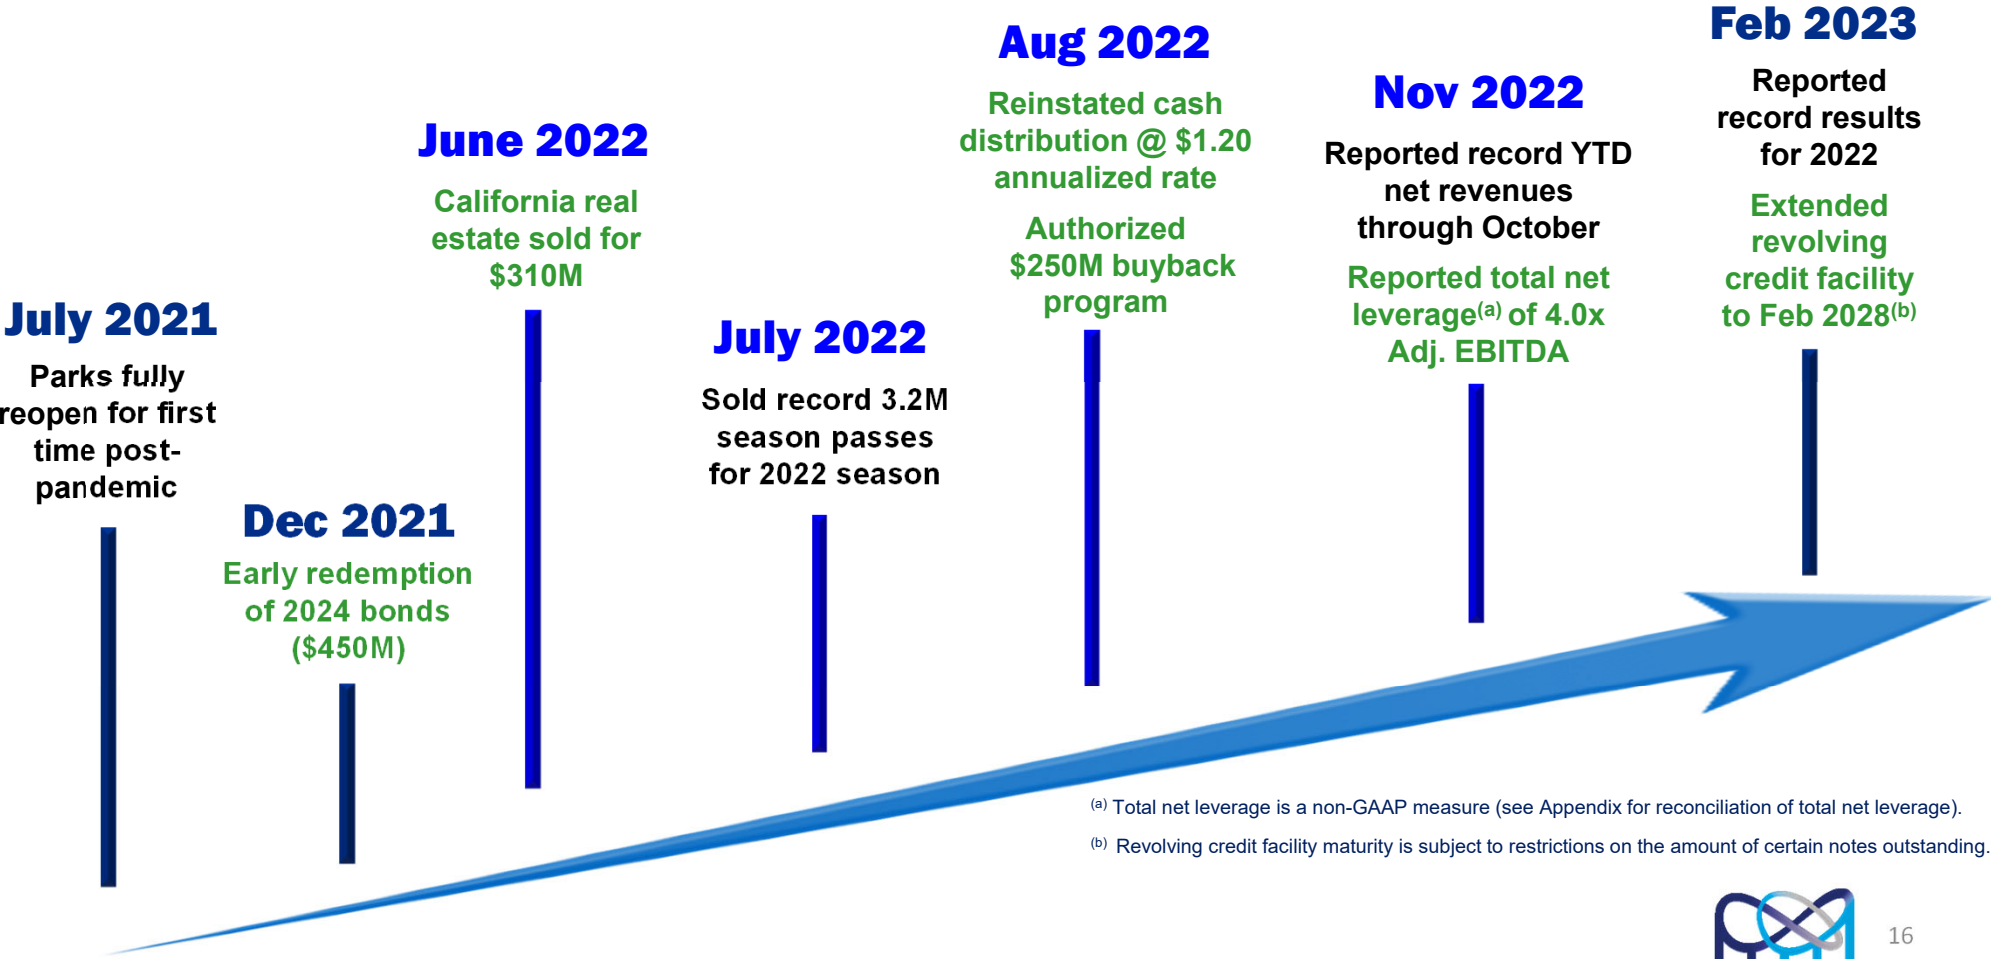 July 2021
Parks fully
reopen for first
time post-
pandemic
Dec 2021
Early redemption
of 2024 bonds
($450M)
June 2022
California real
estate sold for
$310M
July 2022
Sold record 3.2M
season passes
for 2022 season
Aug 2022
Reinstated cash
distribution @ $1.20
annualized rate
Authorized
$250M buyback
program
Nov 2022
Reported record YTD
net revenues
through October
Reported total net
leverage(a) of 4.0x
Adj. EBITDA
Feb 2023
Reported
record results
for 2022
Extended
revolving
credit facility
to Feb 2028(b)
(a) Total net leverage is a non-GAAP measure (see Appendix for reconciliation of total net leverage).
(b) Revolving credit facility maturity is subject to restrictions on the amount of certain notes outstanding.
16